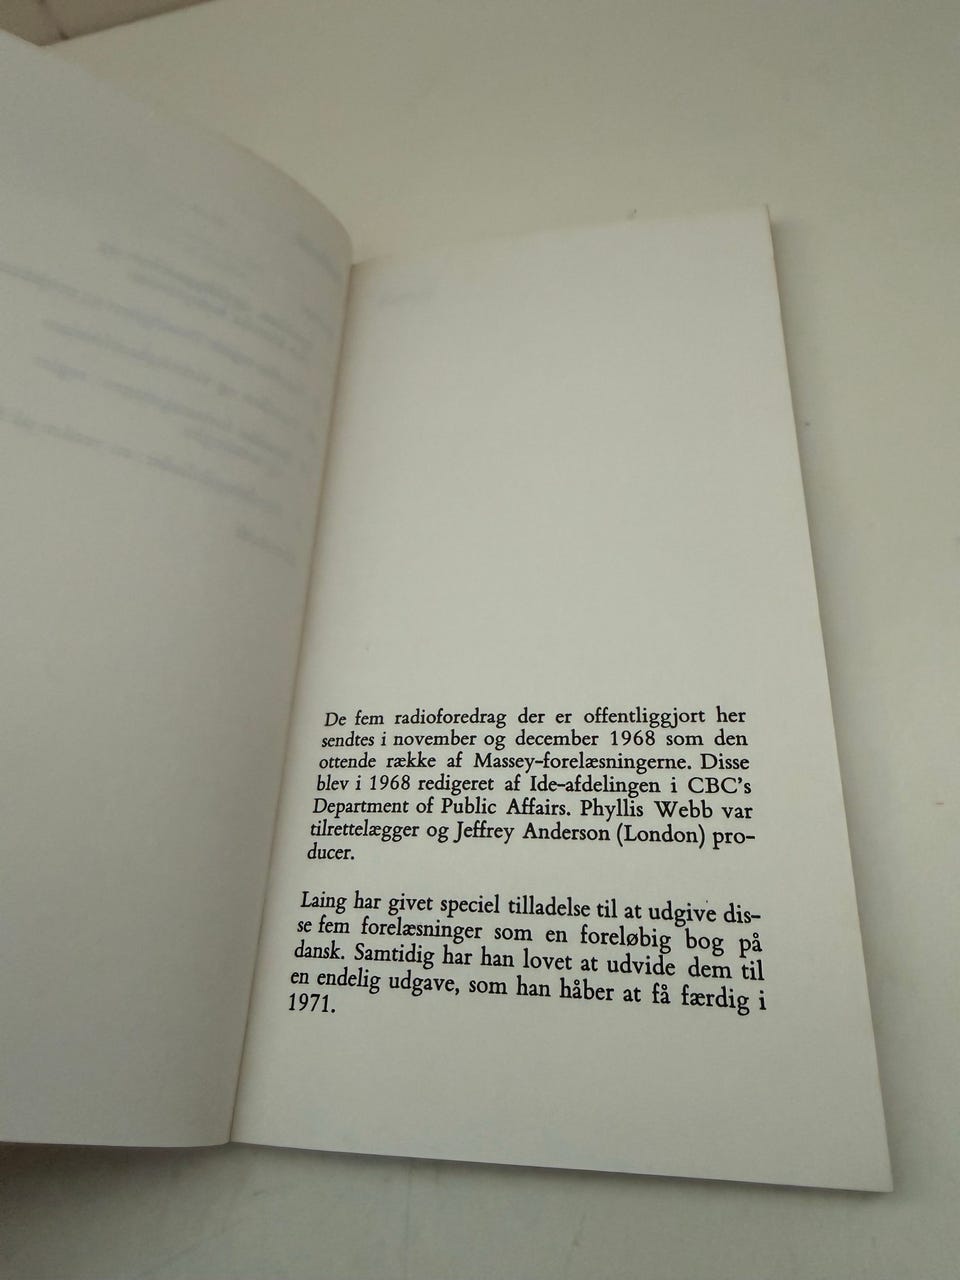 De fem radioforedrag der er offentliggjort her
sendtes i november og december 1968 som den
ottende række af Massey-forelæsningerne. Disse
blev i 1968 redigeret af Ide-afdelingen i CBC's
Department of Public Affairs. Phyllis Webb var
tilrettelægger og Jeffrey Anderson (London) pro-
ducer.
Laing har givet speciel tilladelse til at udgive dis-
se fem forelæsninger som en foreløbig bog på
dansk. Samtidig har han lovet at udvide dem til
en endelig udgave, som han håber at få færdig i
1971.